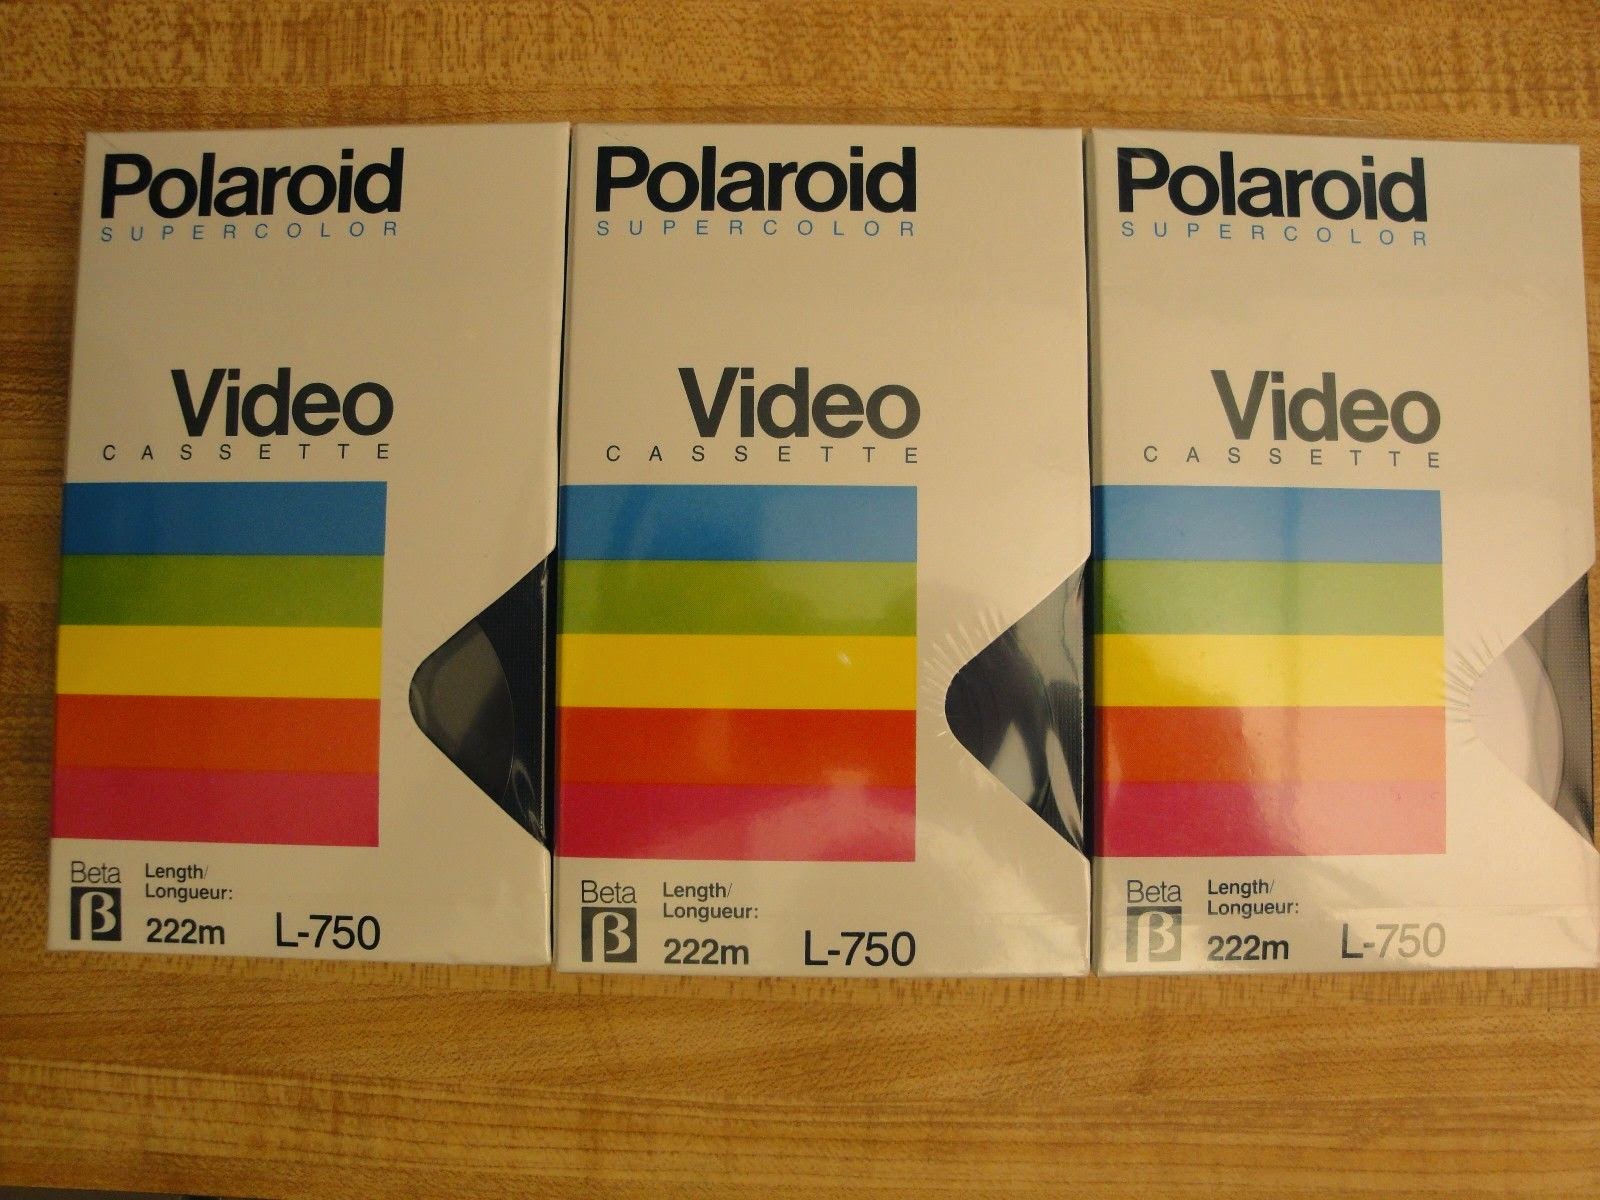 Polaroid
SUPERCOLOR
Video
CASSETTE
Beta
β
Length/
Longueur:
222m
L-750
Polaroid
SUPERCOLOR
Video
CASSETTE
Beta
β
Length/
Longueur:
222m
L-750
Polaroid
SUPERCOLOR
Video
CASSETTE
Beta
β
Length/
Longueur:
222m
L-750